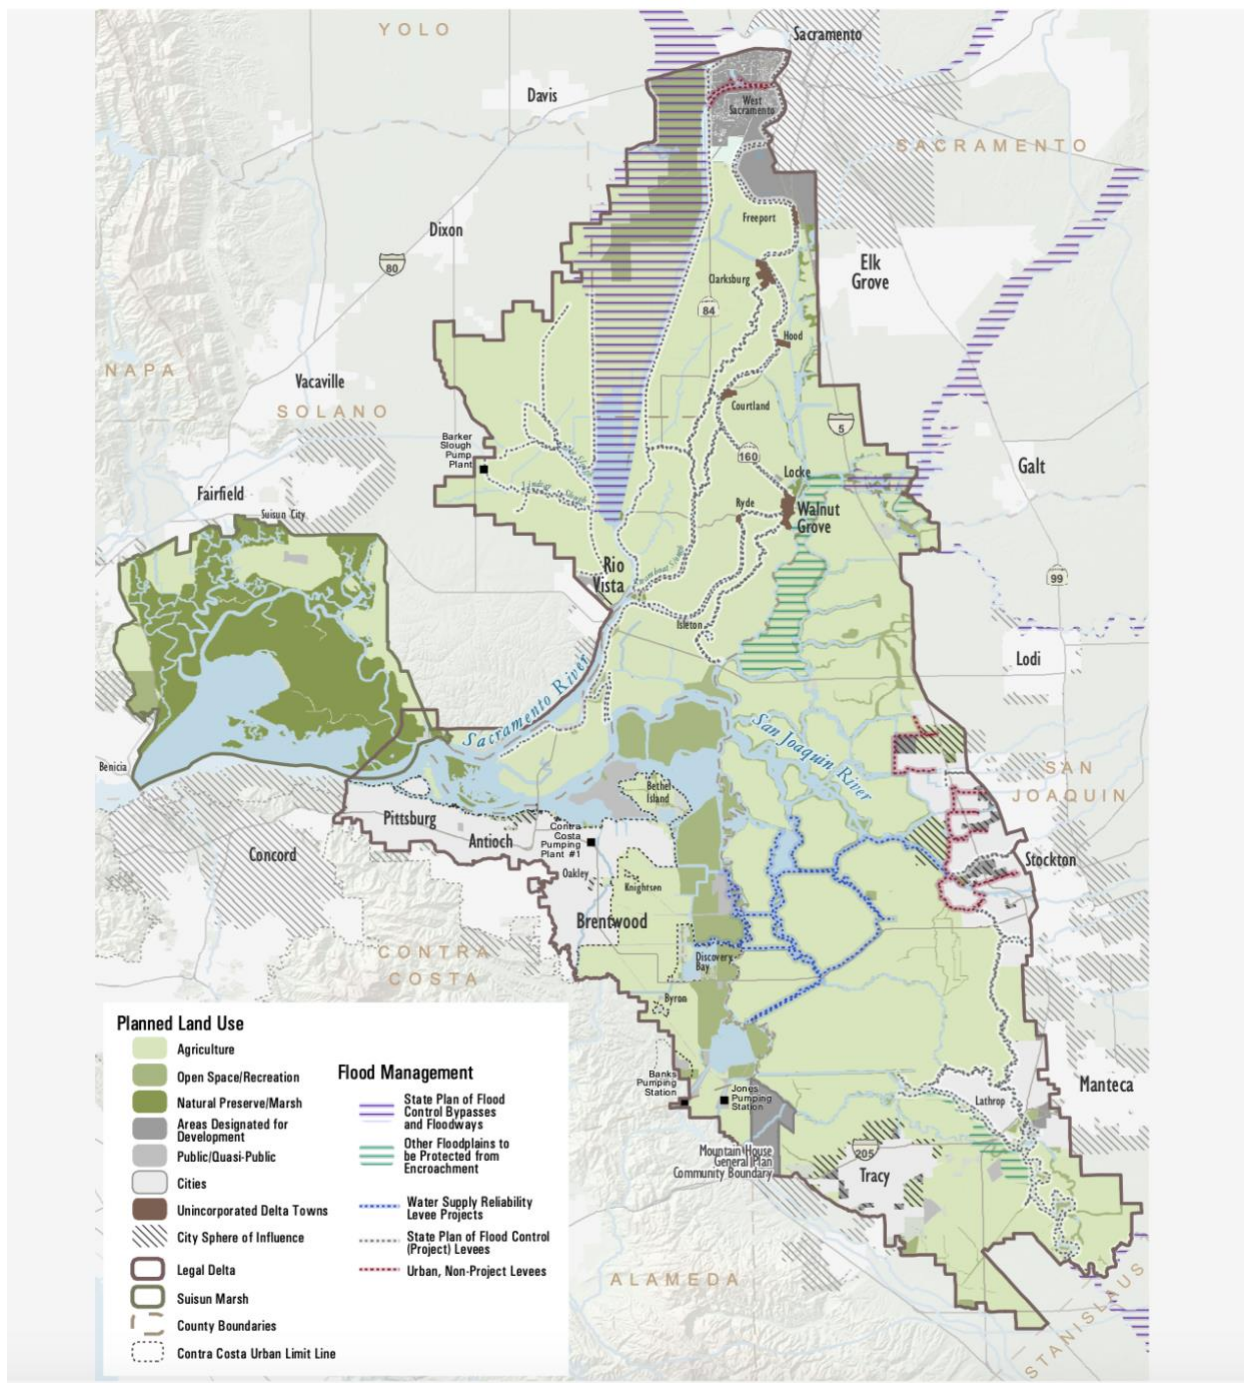 YOLO
Sacramento
Davis
West
Sacramento
SACRAMENTO
Dixon
Freeport
80
Clarksburg
Elk
Grove
84
Hood
NAPA
Vacaville
SOLANO
Courtland
5
Barker
Slough
Pump
Plant
160
Galt
Locke
Fairfield
Suisun City
Ryde
Walnut
Grove
Rio
Vista
99
Isleton
Lodi
Sacramento River
San Joaquin River
Benicia
SAN
JOAQUIN
Bethel
Island
Pittsburg
Antioch
Contra
Costa
Pumping
Plant #1
Concord
Stockton
Oakley
Knightsen
Brentwood
CONTRA
COSTA
Discovery
Bay
Byron
Banks
Pumping
Station
Jones
Pumping
Station
Lathrop
Manteca
Mountain House
General Plan
Community Boundary
205
Tracy
ALAMEDA
STANISLAUS
Planned Land Use
Agriculture
Open Space/Recreation
Natural Preserve/Marsh
Areas Designated for
Development
Public/Quasi-Public
Cities
Unincorporated Delta Towns
City Sphere of Influence
Legal Delta
Suisun Marsh
County Boundaries
Contra Costa Urban Limit Line
Flood Management
State Plan of Flood
Control Bypasses
and Floodways
Other Floodplains to
be Protected from
Encroachment
Water Supply Reliability
Levee Projects
State Plan of Flood Control
(Project) Levees
Urban, Non-Project Levees